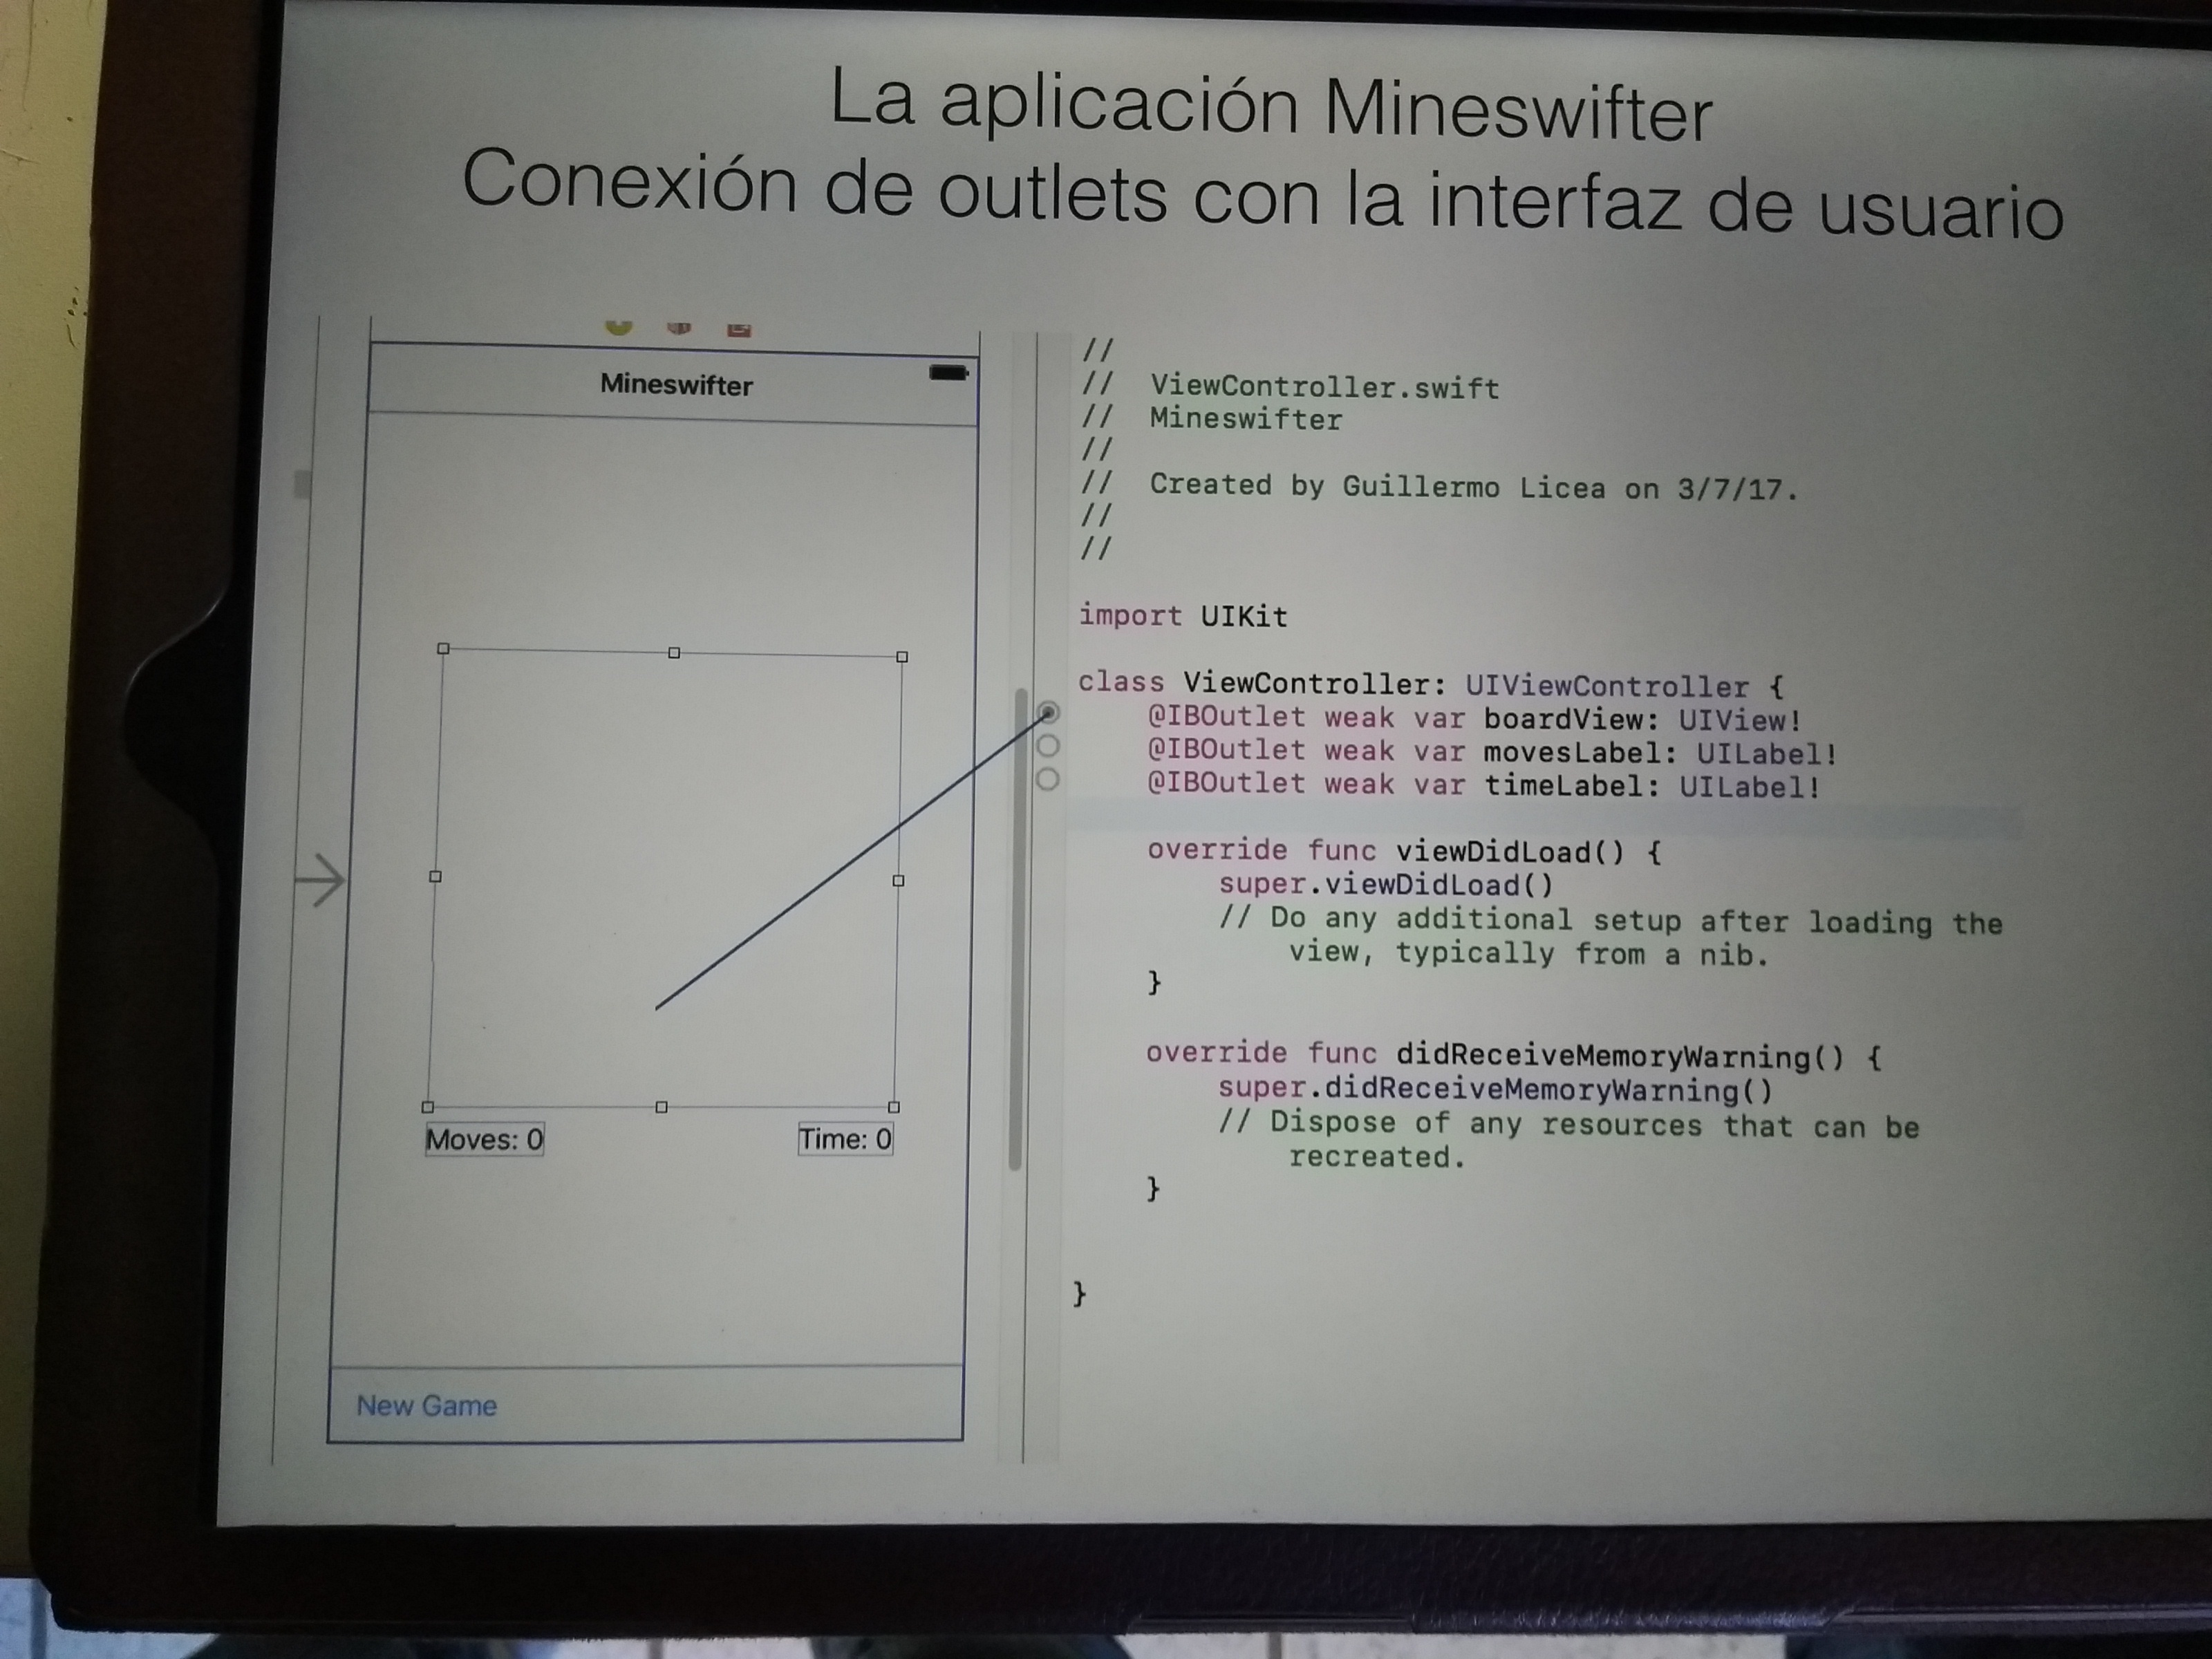 La aplicación Mineswifter
Conexión de outlets con la interfaz de usuario
Mineswifter
Moves: 0
Time: 0
New Game
//
//  ViewController.swift
//  Mineswifter
//
//  Created by Guillermo Licea on 3/7/17.
//
//
import UIKit
class ViewController: UIViewController {
    @IBOutlet weak var boardView: UIView!
    @IBOutlet weak var movesLabel: UILabel!
    @IBOutlet weak var timeLabel: UILabel!
    override func viewDidLoad() {
        super.viewDidLoad()
        // Do any additional setup after loading the
            view, typically from a nib.
    }
    override func didReceiveMemoryWarning() {
        super.didReceiveMemoryWarning()
        // Dispose of any resources that can be
            recreated.
    }
}